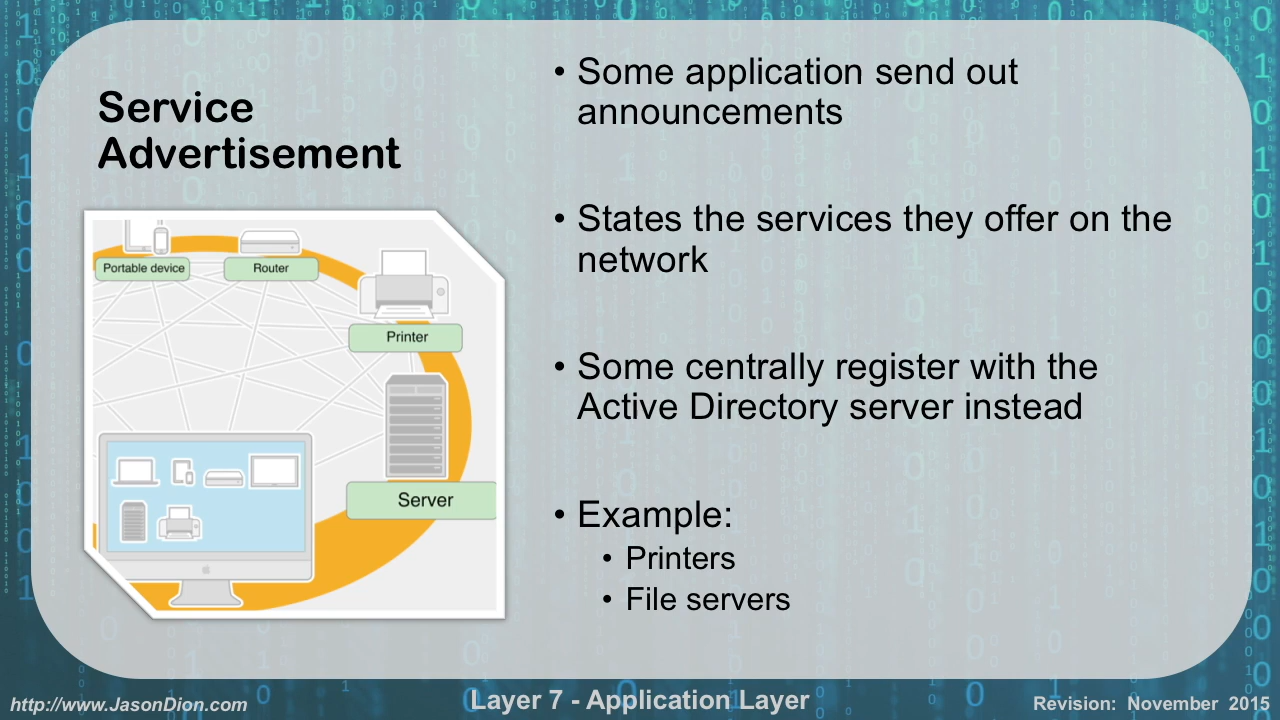 Service
Advertisement
Portable device
Router
Printer
Server
• Some application send out
announcements
• States the services they offer on the
network
• Some centrally register with the
Active Directory server instead
• Example:
• Printers
• File servers
http://www.JasonDion.com
Layer 7 - Application Layer
Revision: November 2015